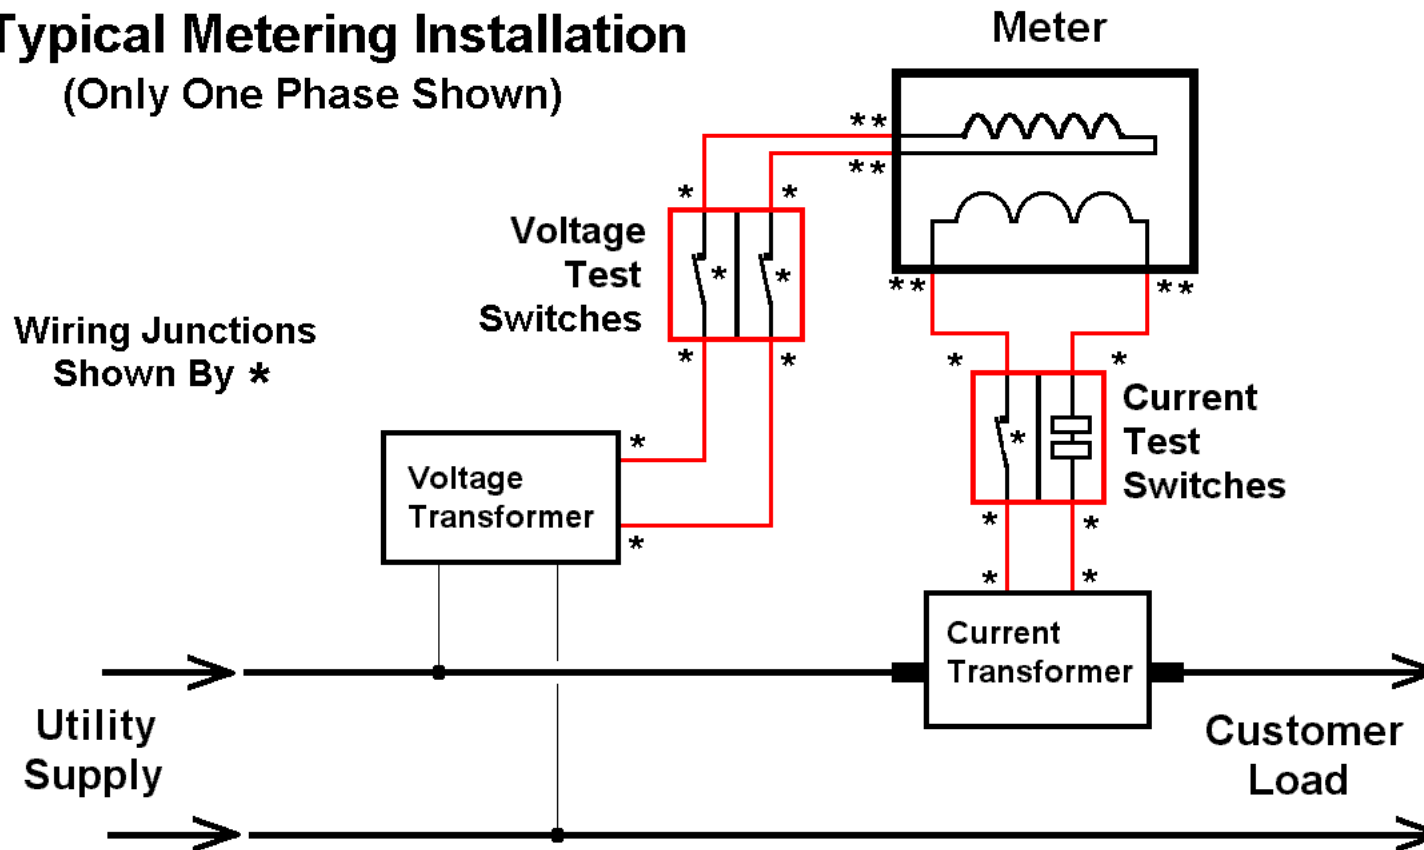 Typical Metering Installation
(Only One Phase Shown)
Meter
**
**
*
*
Voltage
Test
Switches
*
*
**
**
Wiring Junctions
Shown By *
*
*
*
*
Current
Test
Switches
*
*
Voltage
Transformer
*
*
*
*
*
*
Current
Transformer
Utility
Supply
Customer
Load